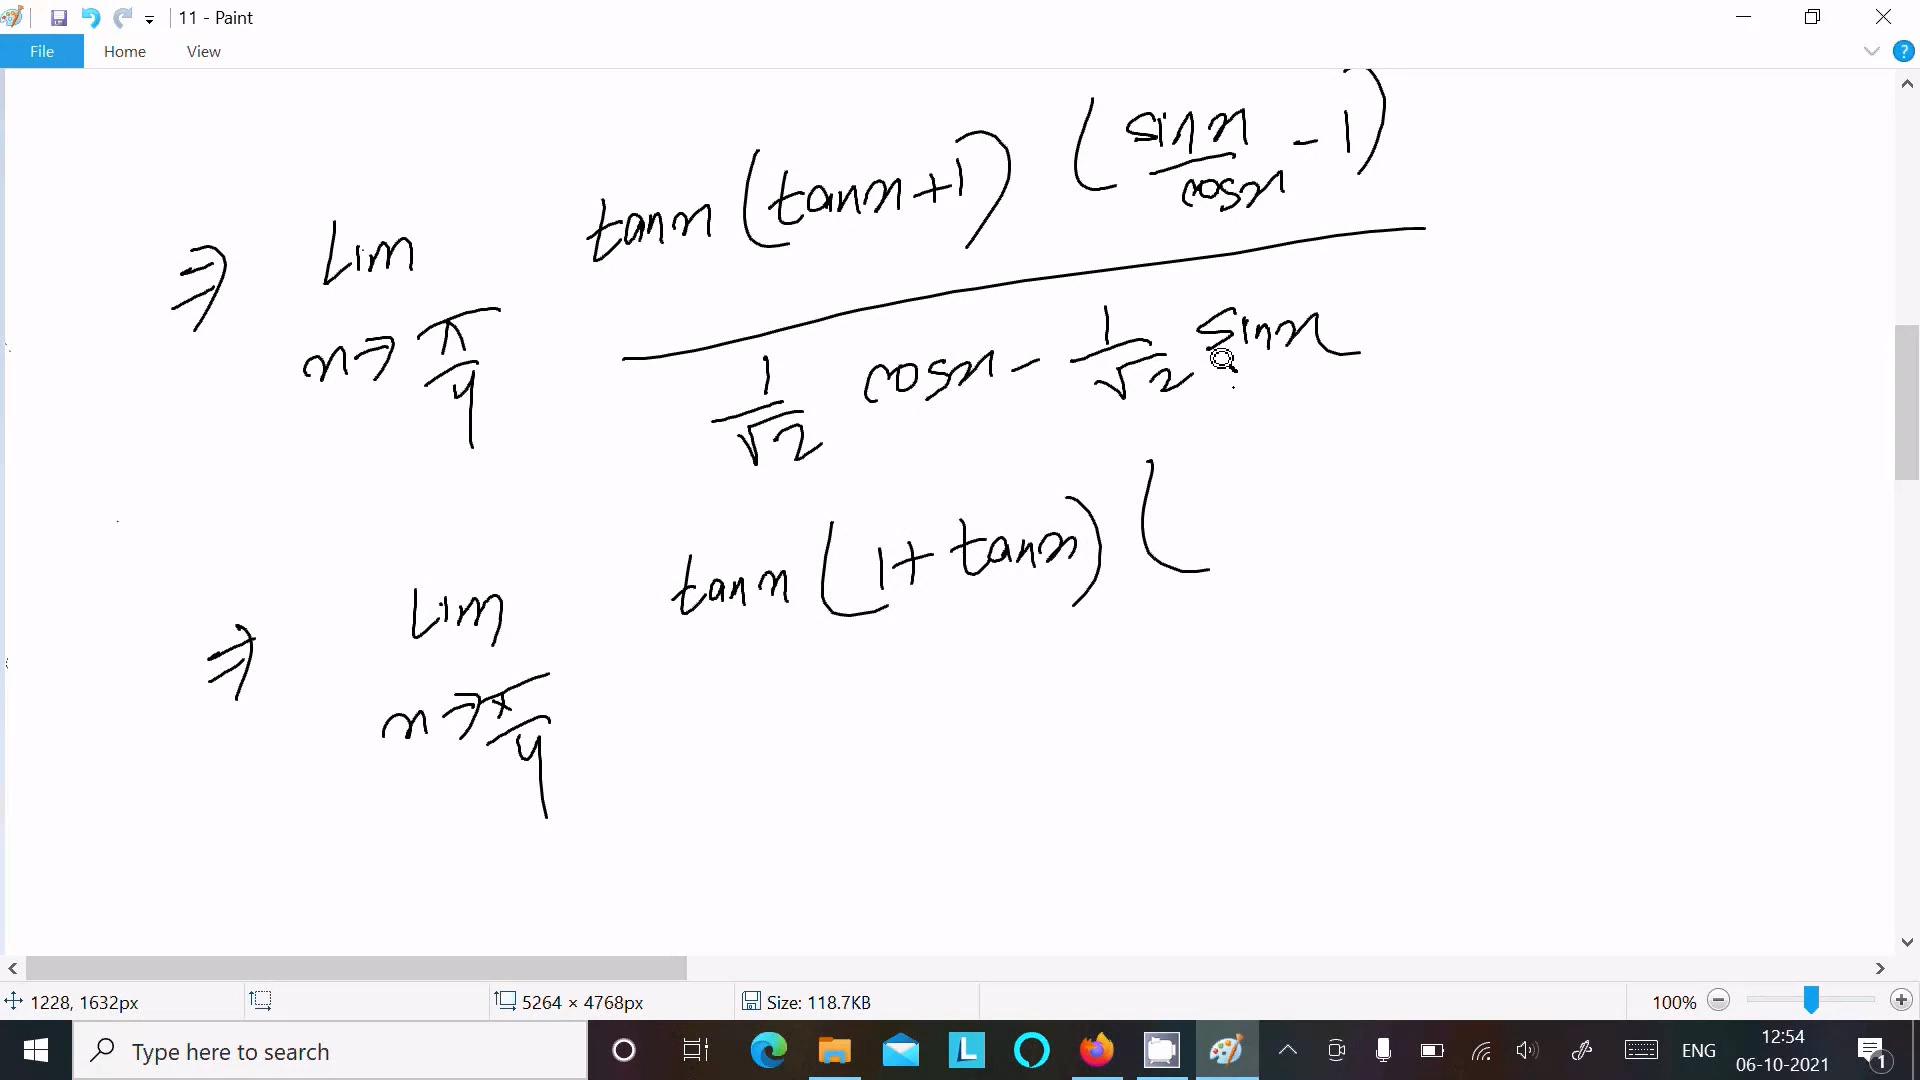 11 - Paint
File Home View
⇒ Lim x→π/4 tanx (tanx+1) (sinx/cosx - 1)
1/√2 cosx - 1/√2 sinx
⇒ Lim x→π/4 tanx (1+tanx) (
1228, 1632px 5264 × 4768px Size: 118.7KB 100%
Type here to search
L
ENG
12:54
06-10-2021
1